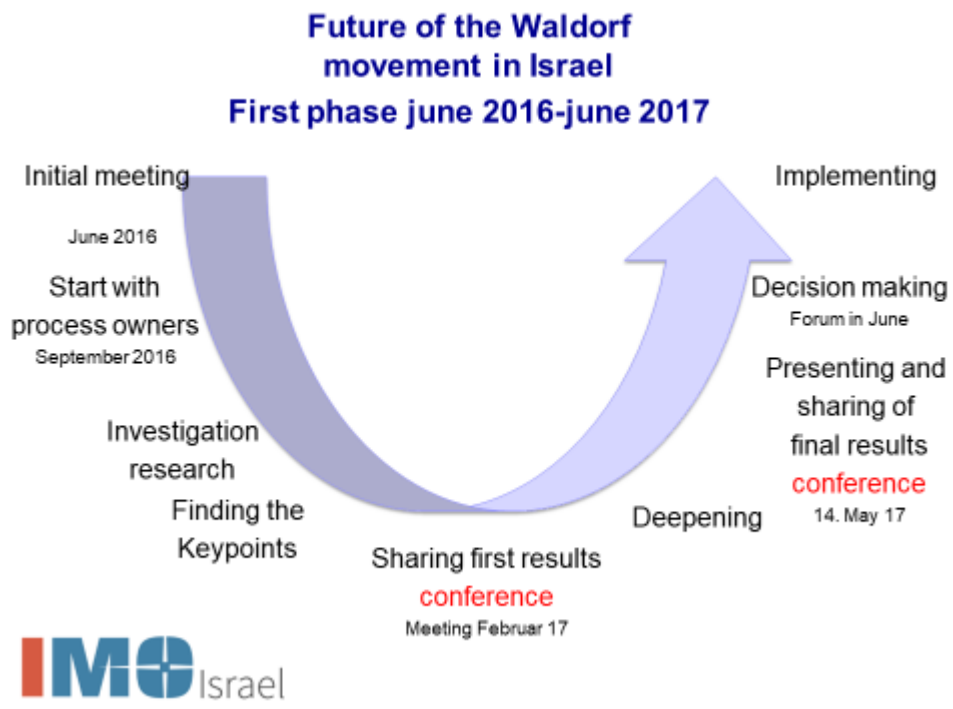 Future of the Waldorf
movement in Israel
First phase june 2016-june 2017
Initial meeting
June 2016
Start with
process owners
September 2016
Investigation
research
Finding the
Keypoints
Sharing first results
conference
Meeting Februar 17
Deepening
Presenting and
sharing of
final results
conference
14. May 17
Decision making
Forum in June
Implementing
IMO Israel